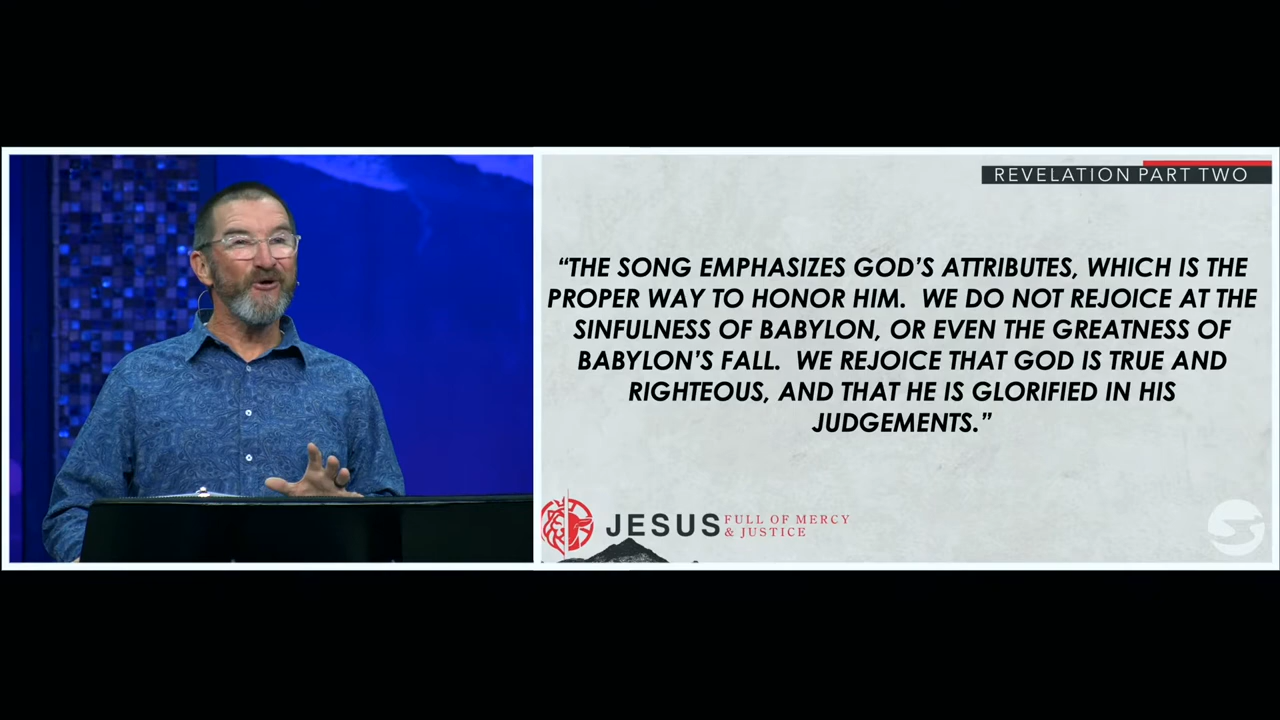 REVELATION PART TWO
“THE SONG EMPHASIZES GOD’S ATTRIBUTES, WHICH IS THE
PROPER WAY TO HONOR HIM.  WE DO NOT REJOICE AT THE
SINFULNESS OF BABYLON, OR EVEN THE GREATNESS OF
BABYLON’S FALL.  WE REJOICE THAT GOD IS TRUE AND
RIGHTEOUS, AND THAT HE IS GLORIFIED IN HIS
JUDGEMENTS.”
JESUS
FULL OF MERCY
& JUSTICE